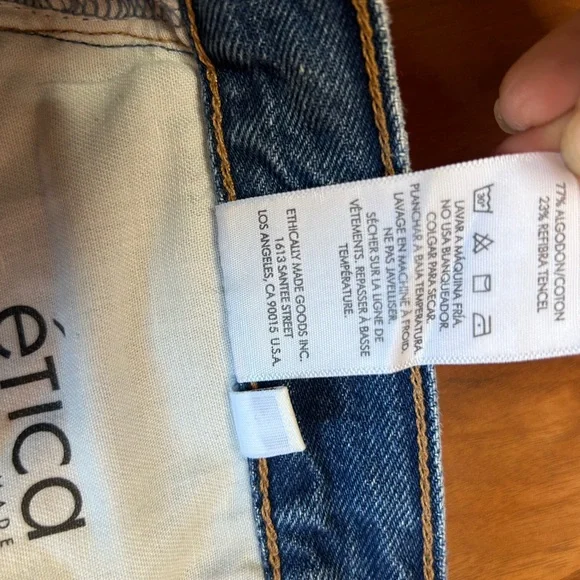 77% ALGODON/COTON
23% REFIBRA TENCEL
30°
LAVAR A MÁQUINA FRÍA.
NO USA BLANQUEADOR.
COLGAR PARA SECAR.
PLANCHAR A BAJA TEMPERATURA.
LAVAGE EN MACHINE À FROID.
NE PAS JAVELLISER
SÉCHER SUR LA LIGNE DE
VÊTEMENTS. REPASSER À BASSE
TEMPÉRATURE.
ETHICALLY MADE GOODS INC.
1613 SANTEE STREET
LOS ANGELES, CA 90015 U.S.A.
ética
MADE